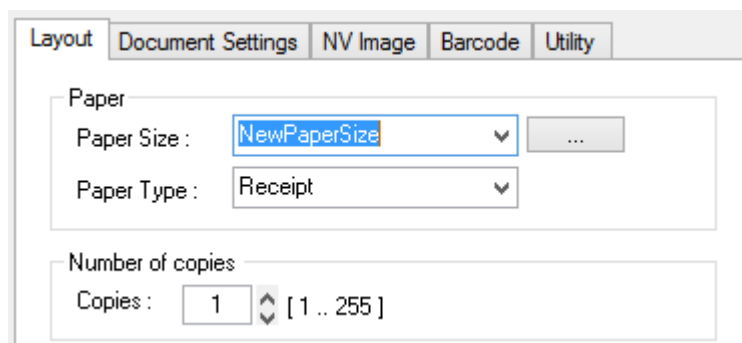 Layout Document Settings NV Image Barcode Utility
Paper
Paper Size : NewPaperSize ...
Paper Type : Receipt
Number of copies
Copies : 1 [ 1 .. 255 ]